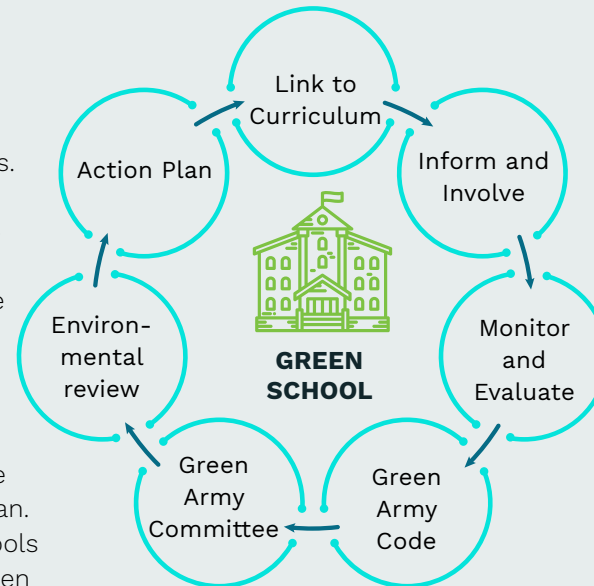 Link to
Curriculum
Inform and
Involve
Monitor
and
Evaluate
Green
Army
Code
Green
Army
Committee
Environ-
mental
review
Action Plan
GREEN
SCHOOL
s.
e
e
an.
ools
en